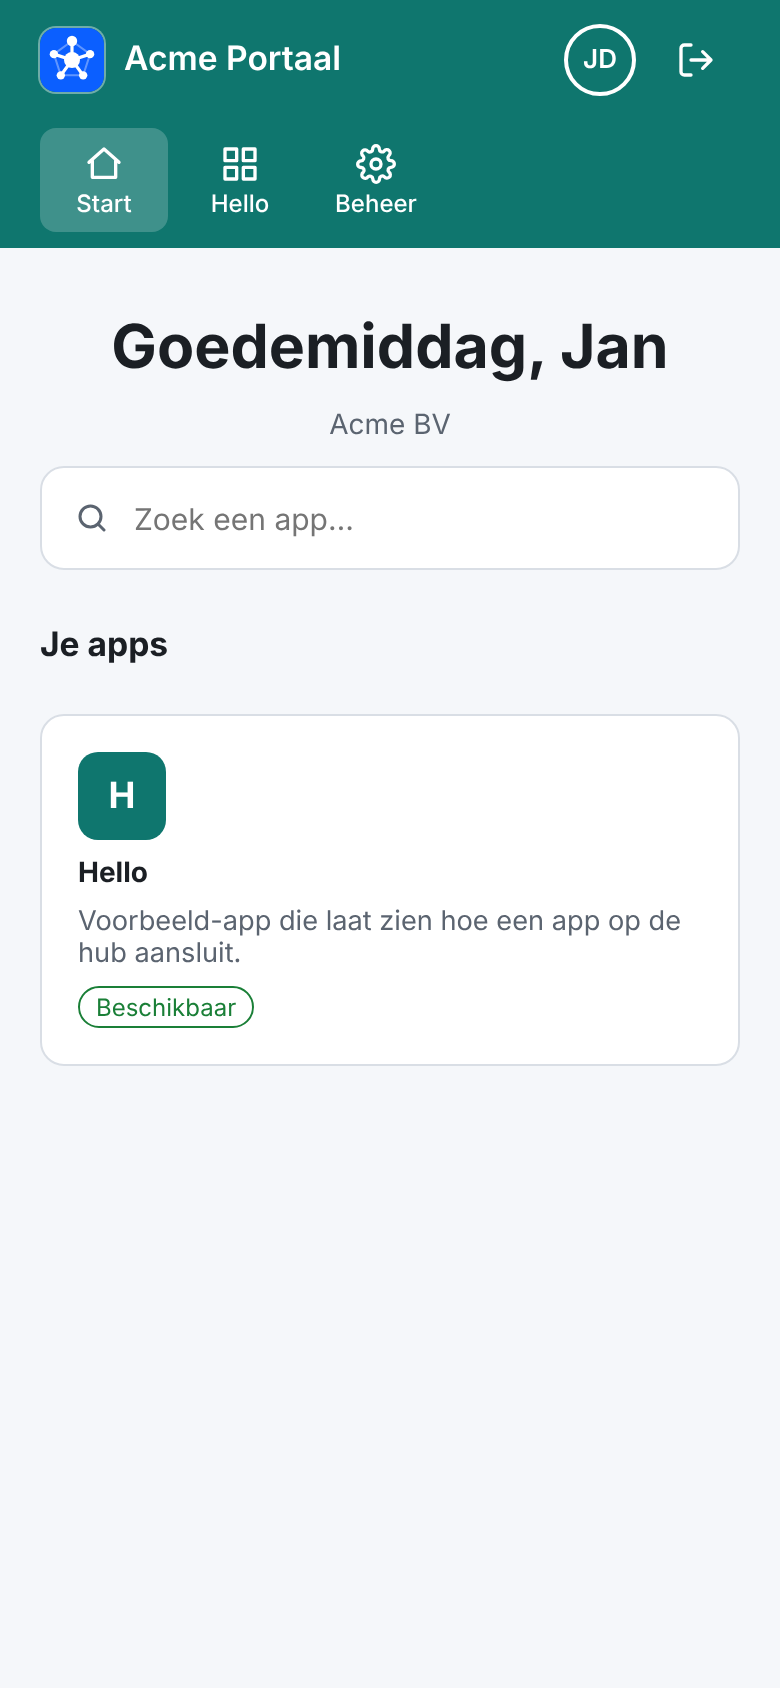 Acme Portaal
JD
Start
Hello
Beheer
Goedemiddag, Jan
Acme BV
Zoek een app...
Je apps
H
Hello
Voorbeeld-app die laat zien hoe een app op de
hub aansluit.
Beschikbaar